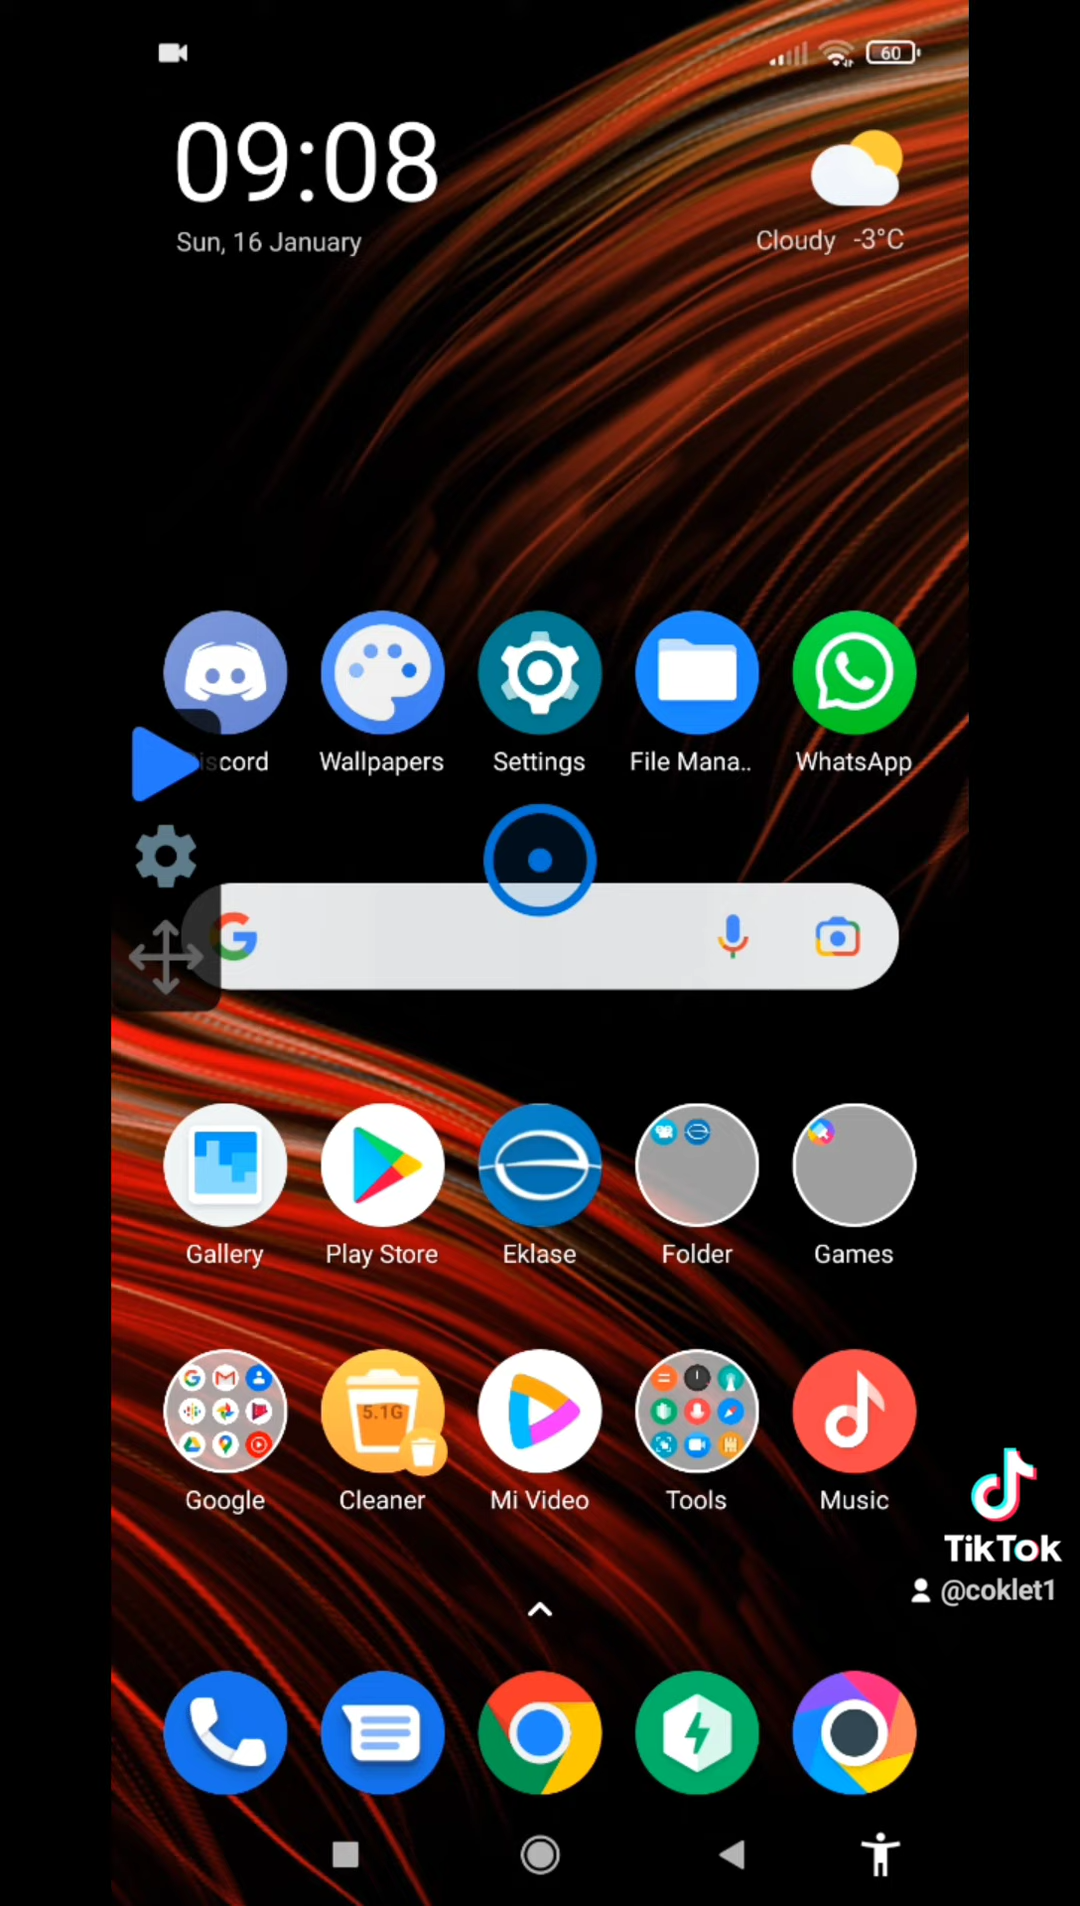 60
09:08
Sun, 16 January
Cloudy -3°C
Discord
Wallpapers
Settings
File Mana..
WhatsApp
Gallery
Play Store
Eklase
Folder
Games
5.1G
Google
Cleaner
Mi Video
Tools
Music
TikTok
@coklet1